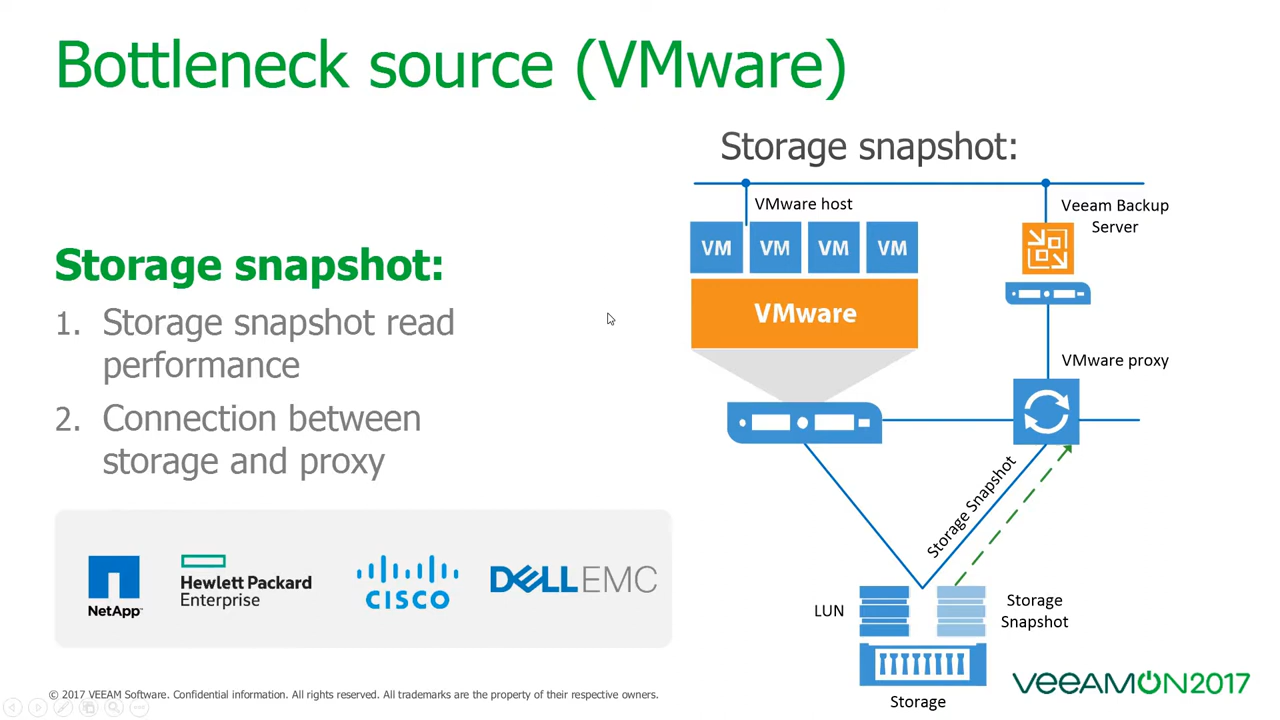 Bottleneck source (VMware)
Storage snapshot:
1. Storage snapshot read
performance
2. Connection between
storage and proxy
NetApp™
Hewlett Packard
Enterprise
CISCO
DELLEMC
Storage snapshot:
VMware host
Veeam Backup
Server
VM VM VM VM
VMware
VMware proxy
Storage Snapshot
LUN
Storage
Snapshot
Storage
© 2017 VEEAM Software. Confidential information. All rights reserved. All trademarks are the property of their respective owners.
VEEAMON2017